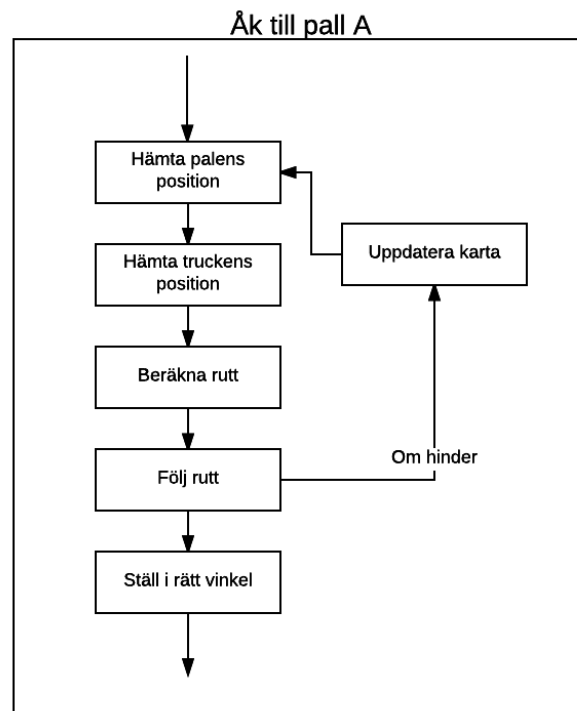 Åk till pall A
Hämta palens
position
Hämta truckens
position
Uppdatera karta
Beräkna rutt
Om hinder
Följ rutt
Ställ i rätt vinkel